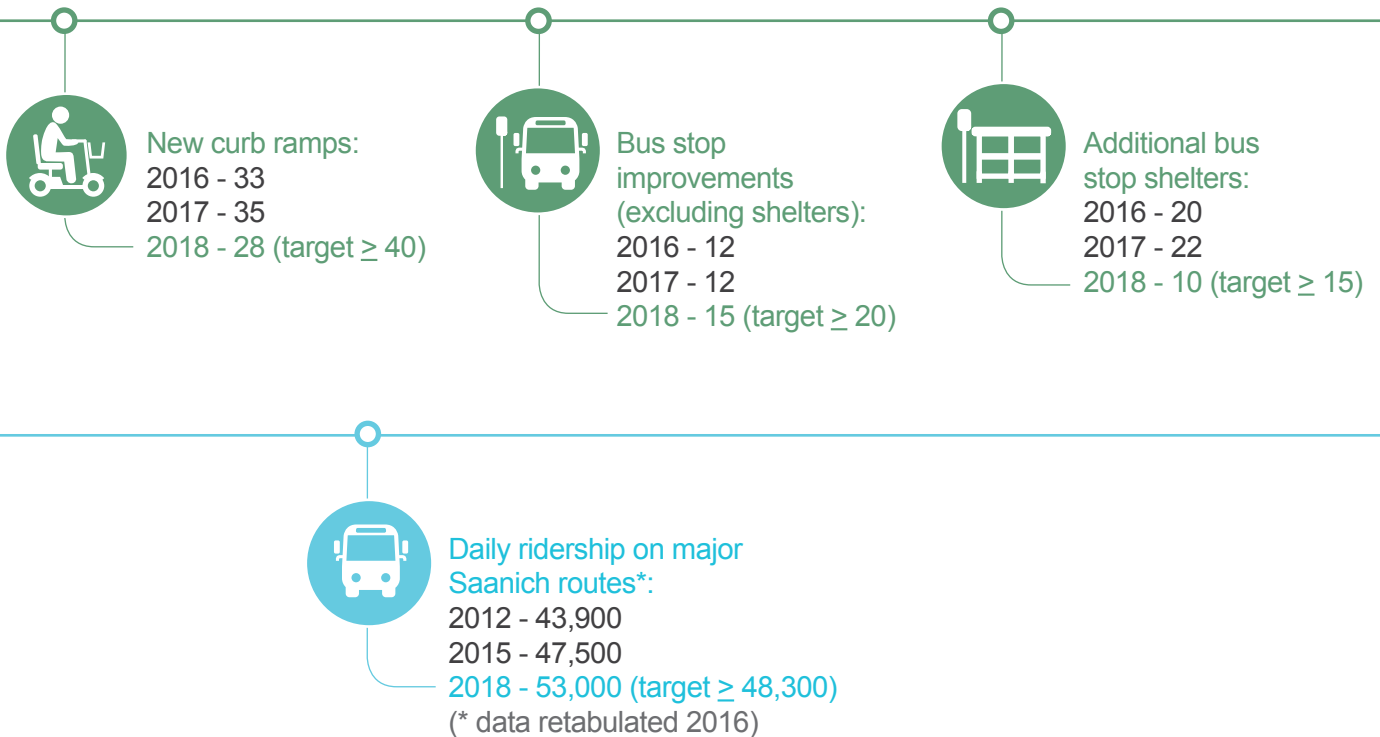 New curb ramps:
2016 - 33
2017 - 35
2018 - 28 (target ≥ 40)
Bus stop
improvements
(excluding shelters):
2016 - 12
2017 - 12
2018 - 15 (target ≥ 20)
Additional bus
stop shelters:
2016 - 20
2017 - 22
2018 - 10 (target ≥ 15)
Daily ridership on major
Saanich routes*:
2012 - 43,900
2015 - 47,500
2018 - 53,000 (target ≥ 48,300)
(* data retabulated 2016)